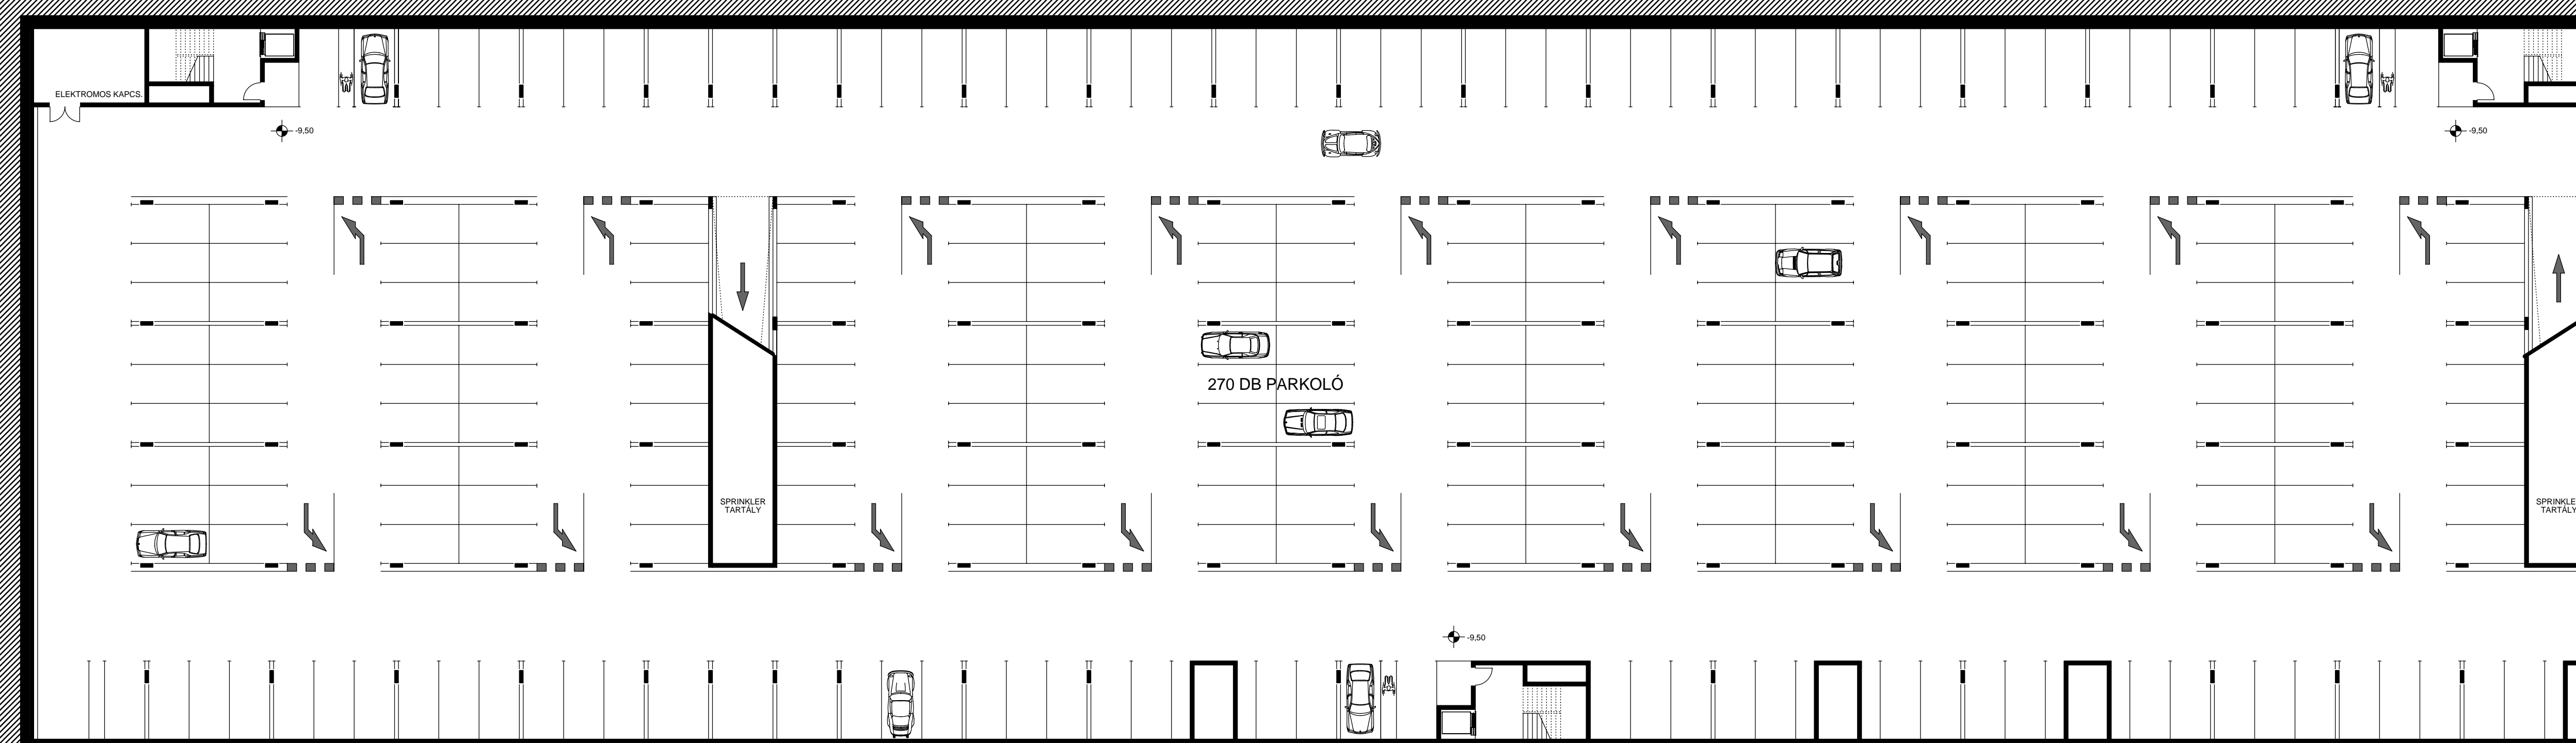 ELEKTROMOS KAPCS.
-9,50
-9,50
270 DB PARKOLÓ
SPRINKLER
TARTÁLY
SPRINKLE
TARTÁLY
-9,50